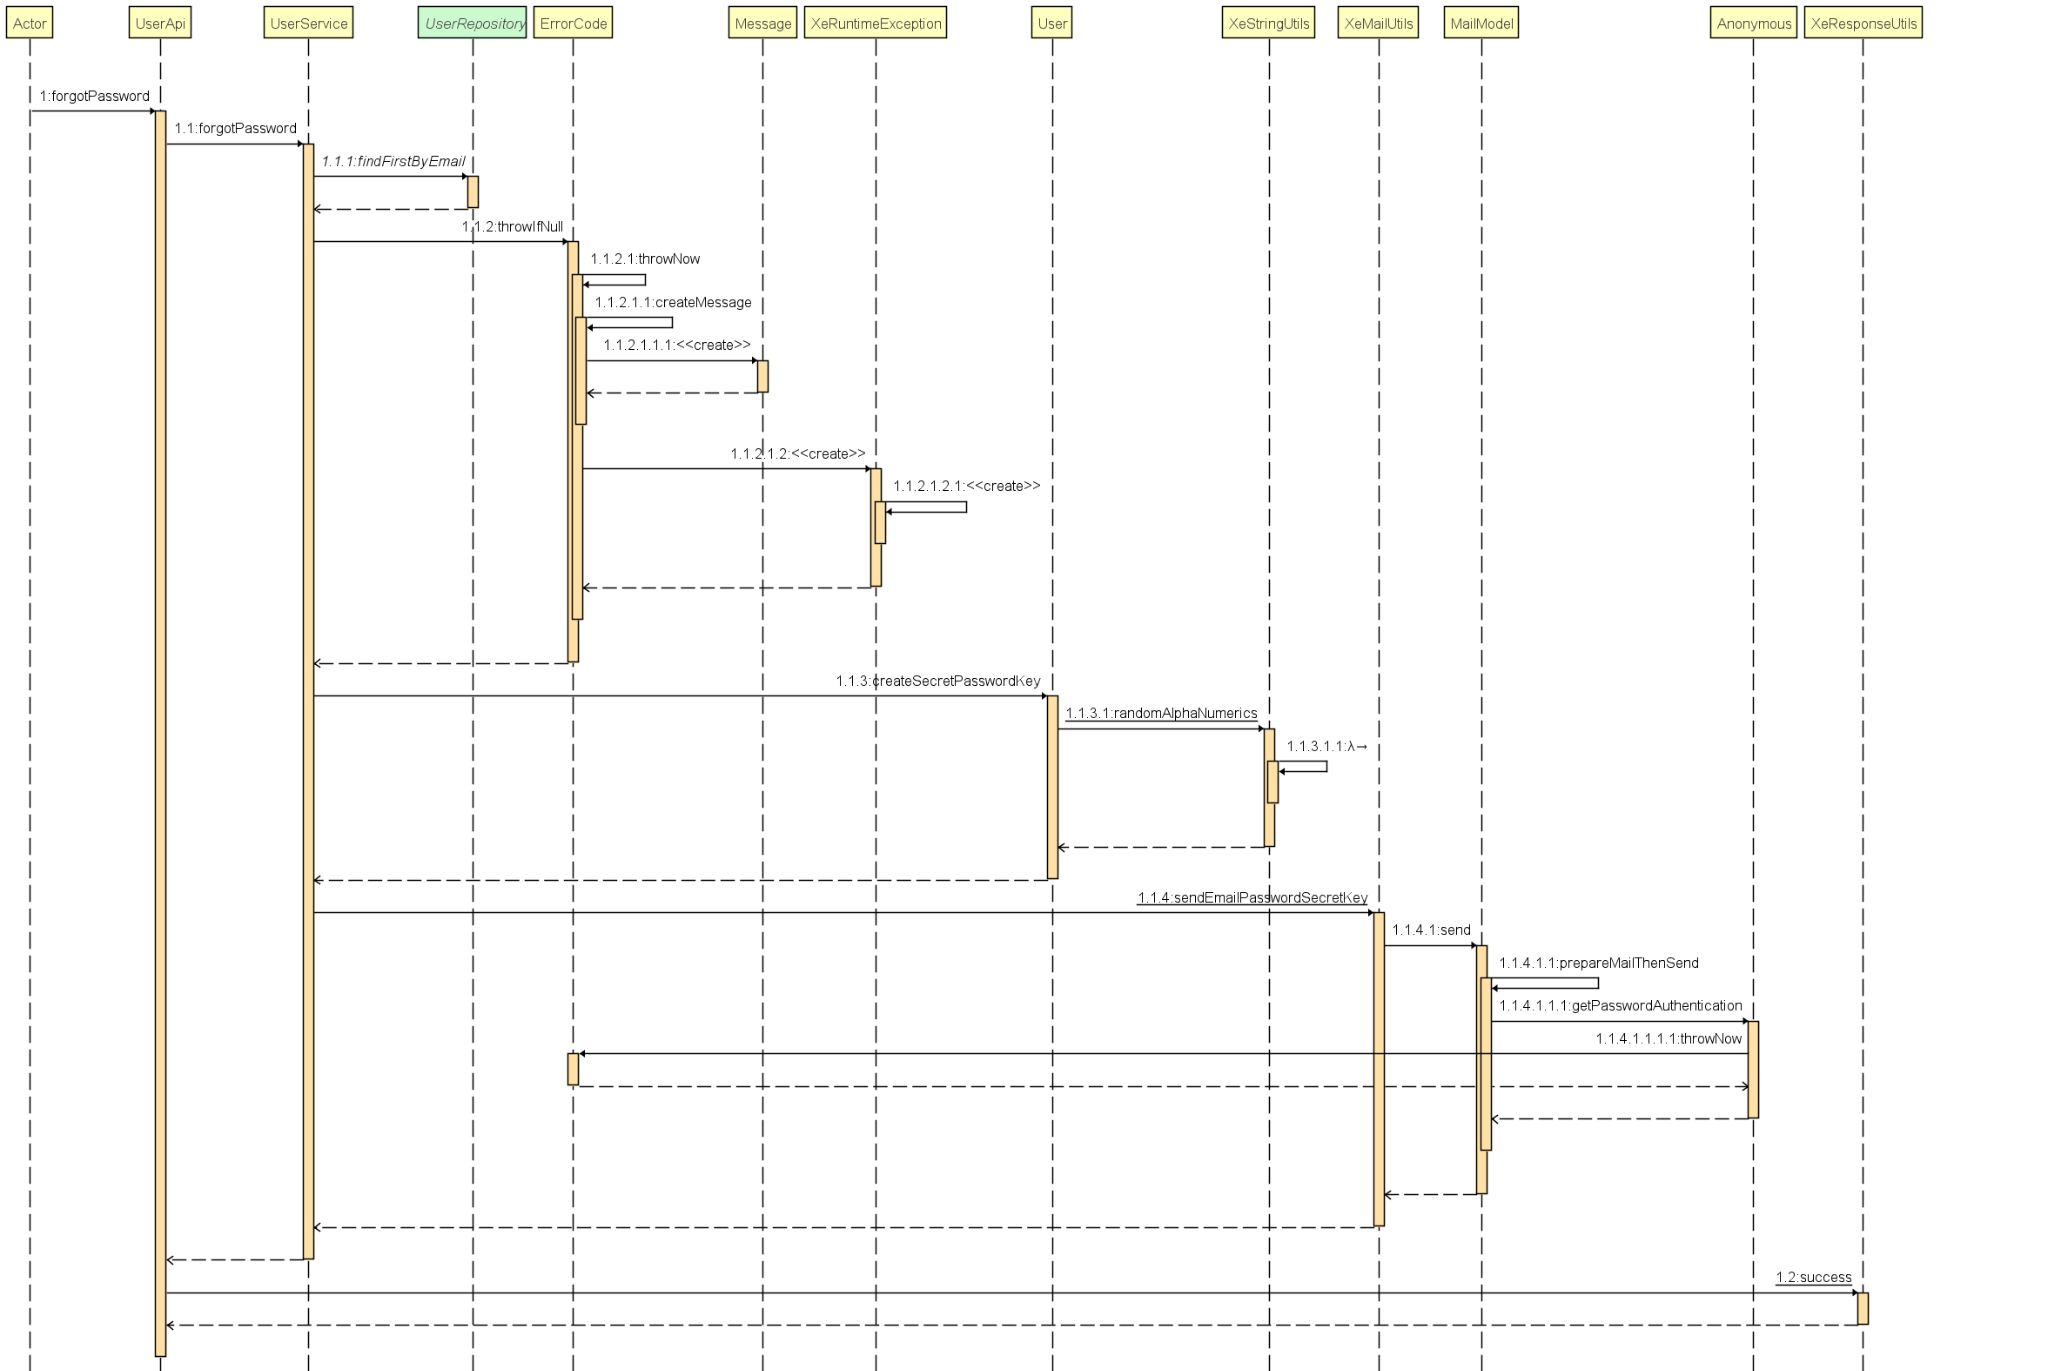 Actor
UserApi
UserService
UserRepository
ErrorCode
Message
XeRuntimeException
User
XeStringUtils
XeMailUtils
MailModel
Anonymous
XeResponseUtils
1:forgotPassword
1.1:forgotPassword
1.1.1:findFirstByEmail
1.1.2:throwIfNull
1.1.2.1:throwNow
1.1.2.1.1:createMessage
1.1.2.1.1.1:<<create>>
1.1.2.1.2:<<create>>
1.1.2.1.2.1:<<create>>
1.1.3:createSecretPasswordKey
1.1.3.1:randomAlphaNumerics
1.1.3.1.1:λ→
1.1.4:sendEmailPasswordSecretKey
1.1.4.1:send
1.1.4.1.1:prepareMailThenSend
1.1.4.1.1.1:getPasswordAuthentication
1.1.4.1.1.1.1:throwNow
1.2:success